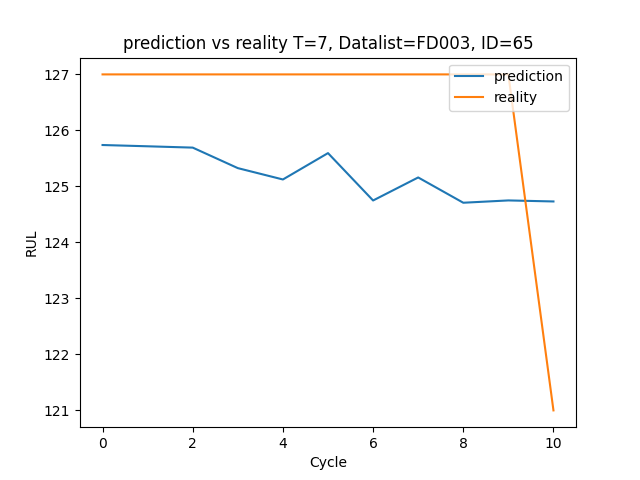 prediction vs reality T=7, Datalist=FD003, ID=65
127
126
125
124
123
122
121
RUL
prediction
reality
0 2 4 6 8 10
Cycle